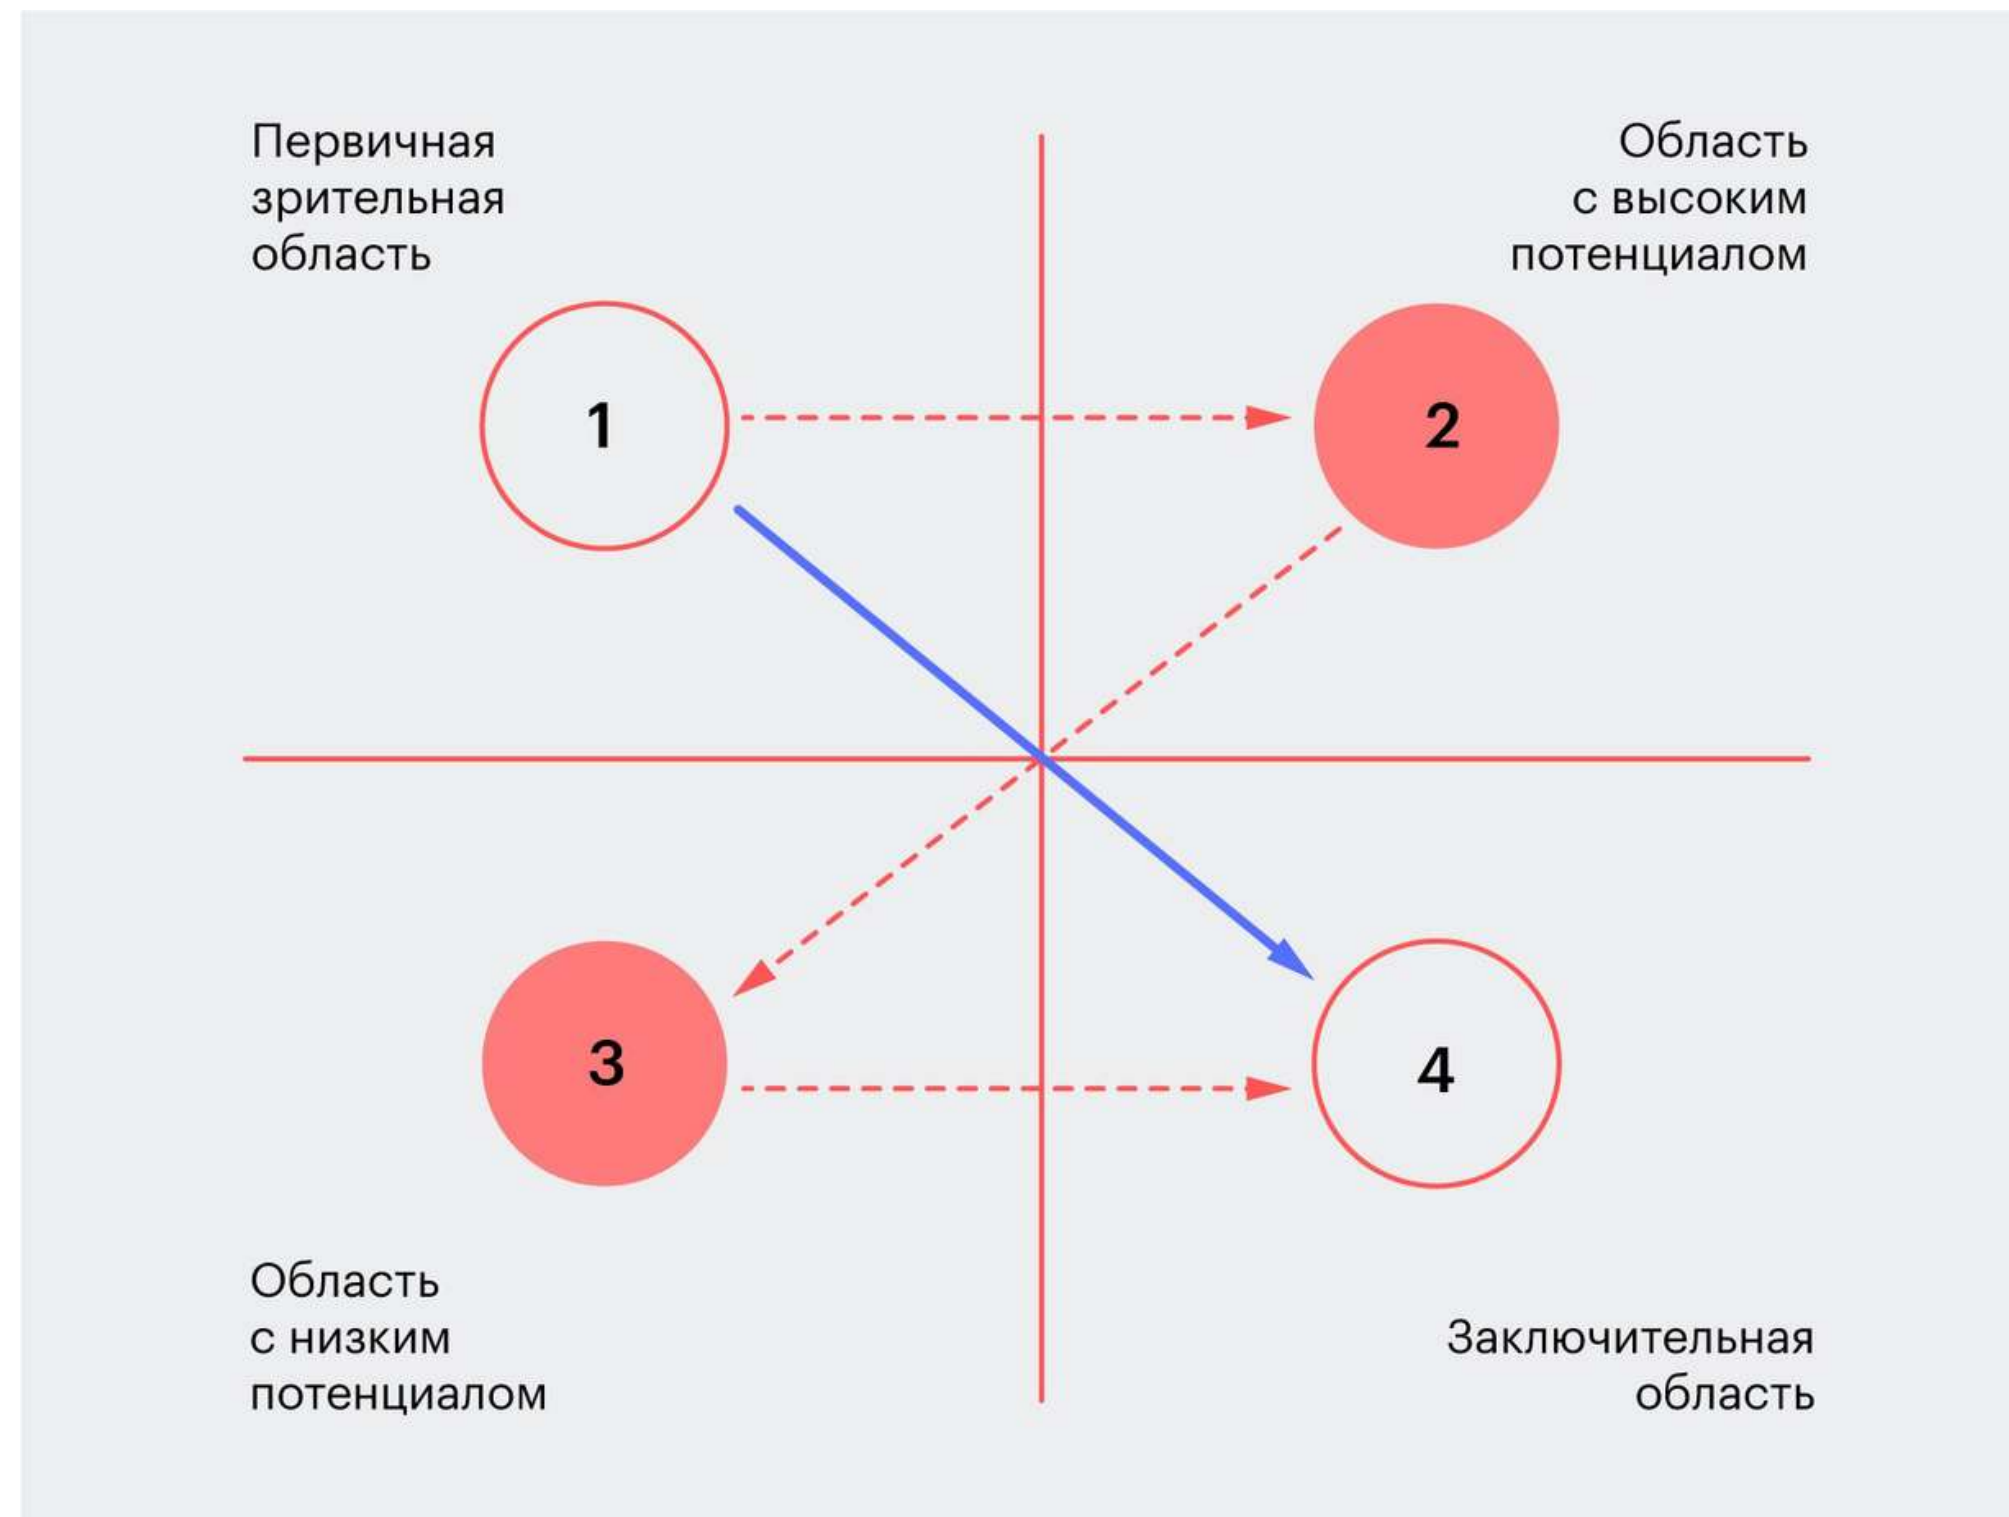 Первичная
зрительная
область
Область
с высоким
потенциалом
1
2
3
4
Область
с низким
потенциалом
Заключительная
область